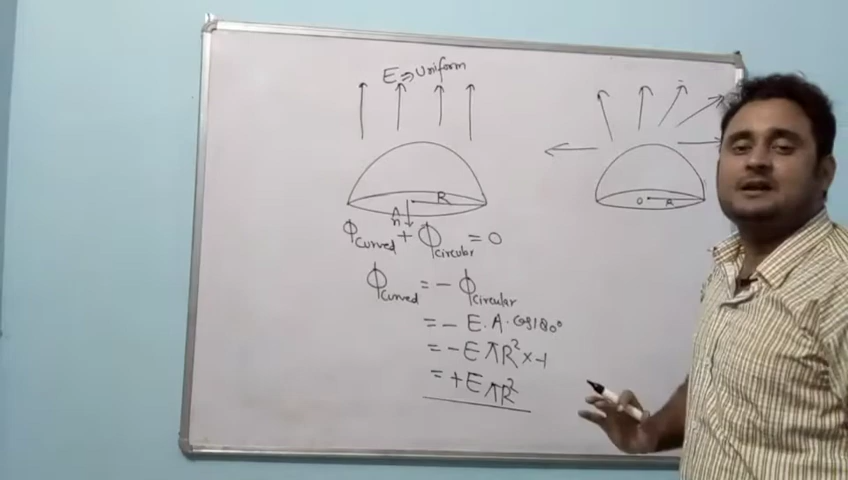 E ⇒ Uniform
R
n̂
O R
ϕcurved + ϕcircular = 0
ϕcurved = - ϕcircular
= - E.A. cos180°
= - EπR² × -1
= + EπR²